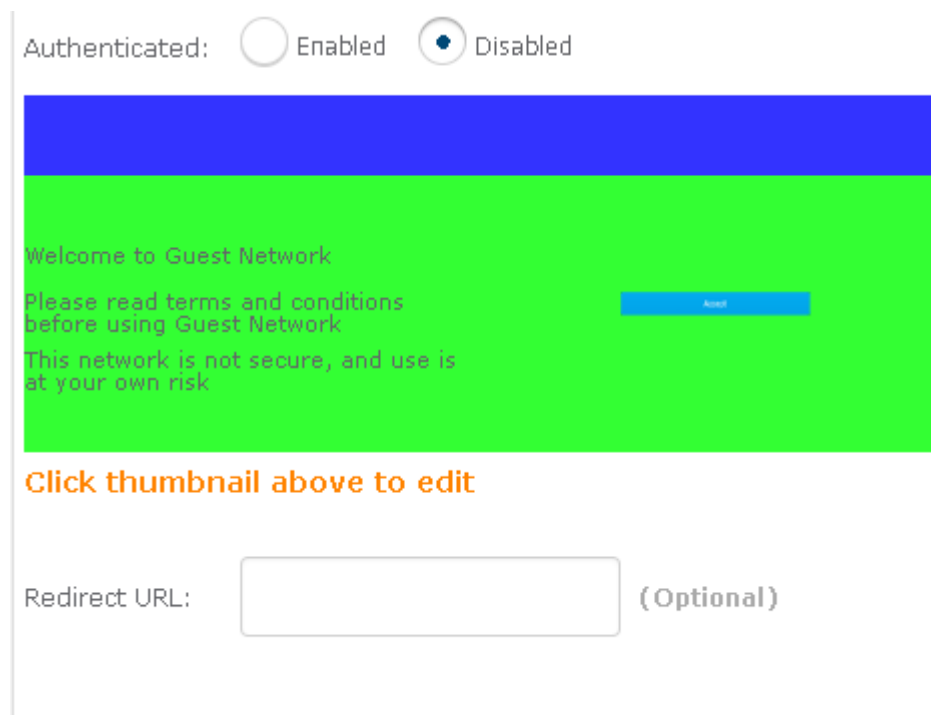 Authenticated: Enabled Disabled
Welcome to Guest Network
Please read terms and conditions
before using Guest Network
Accept
This network is not secure, and use is
at your own risk
Click thumbnail above to edit
Redirect URL: (Optional)